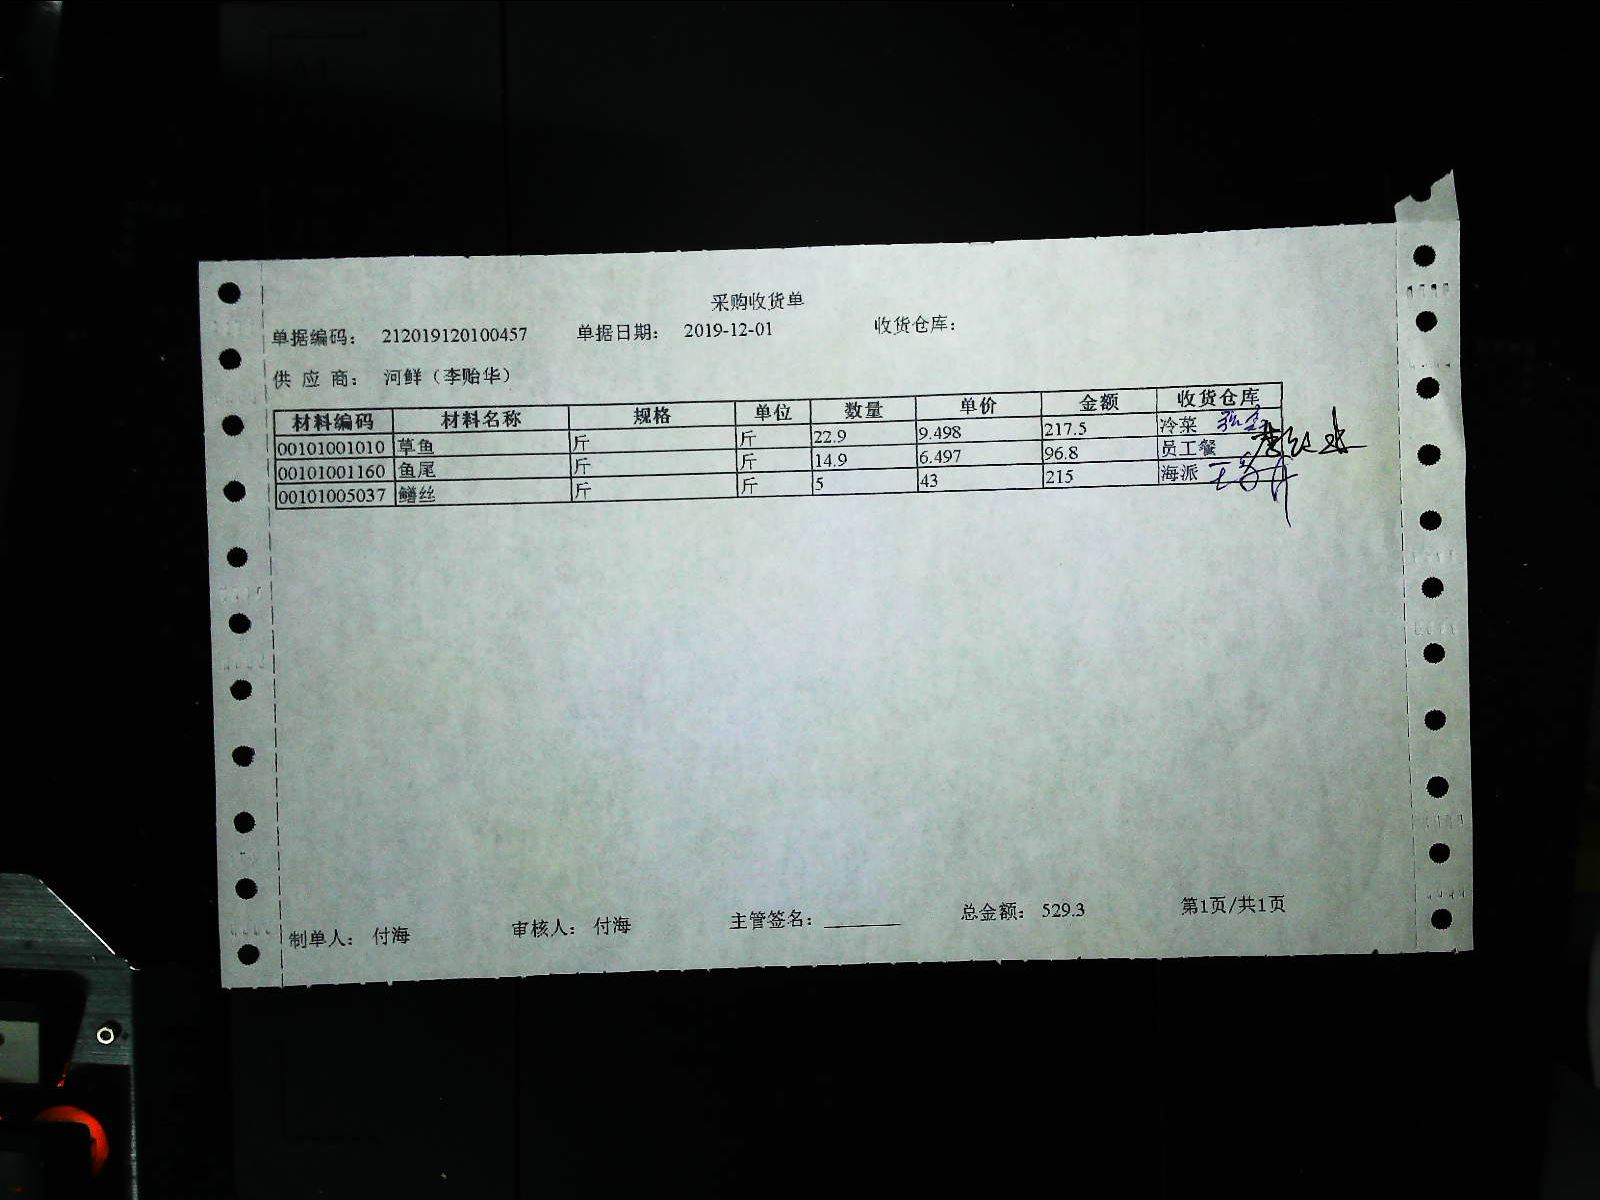 采购收货单
单据编码： 212019120100457 单据日期： 2019-12-01 收货仓库：
供 应 商： 河鲜（李贻华）
材料编码 材料名称 规格 单位 数量 单价 金额 收货仓库
00101001010 草鱼 斤 斤 22.9 9.498 217.5 冷菜
00101001160 鱼尾 斤 斤 14.9 6.497 96.8 员工餐
00101005037 鳝丝 斤 斤 5 43 215 海派
制单人： 付海 审核人： 付海 主管签名： 总金额： 529.3 第1页/共1页